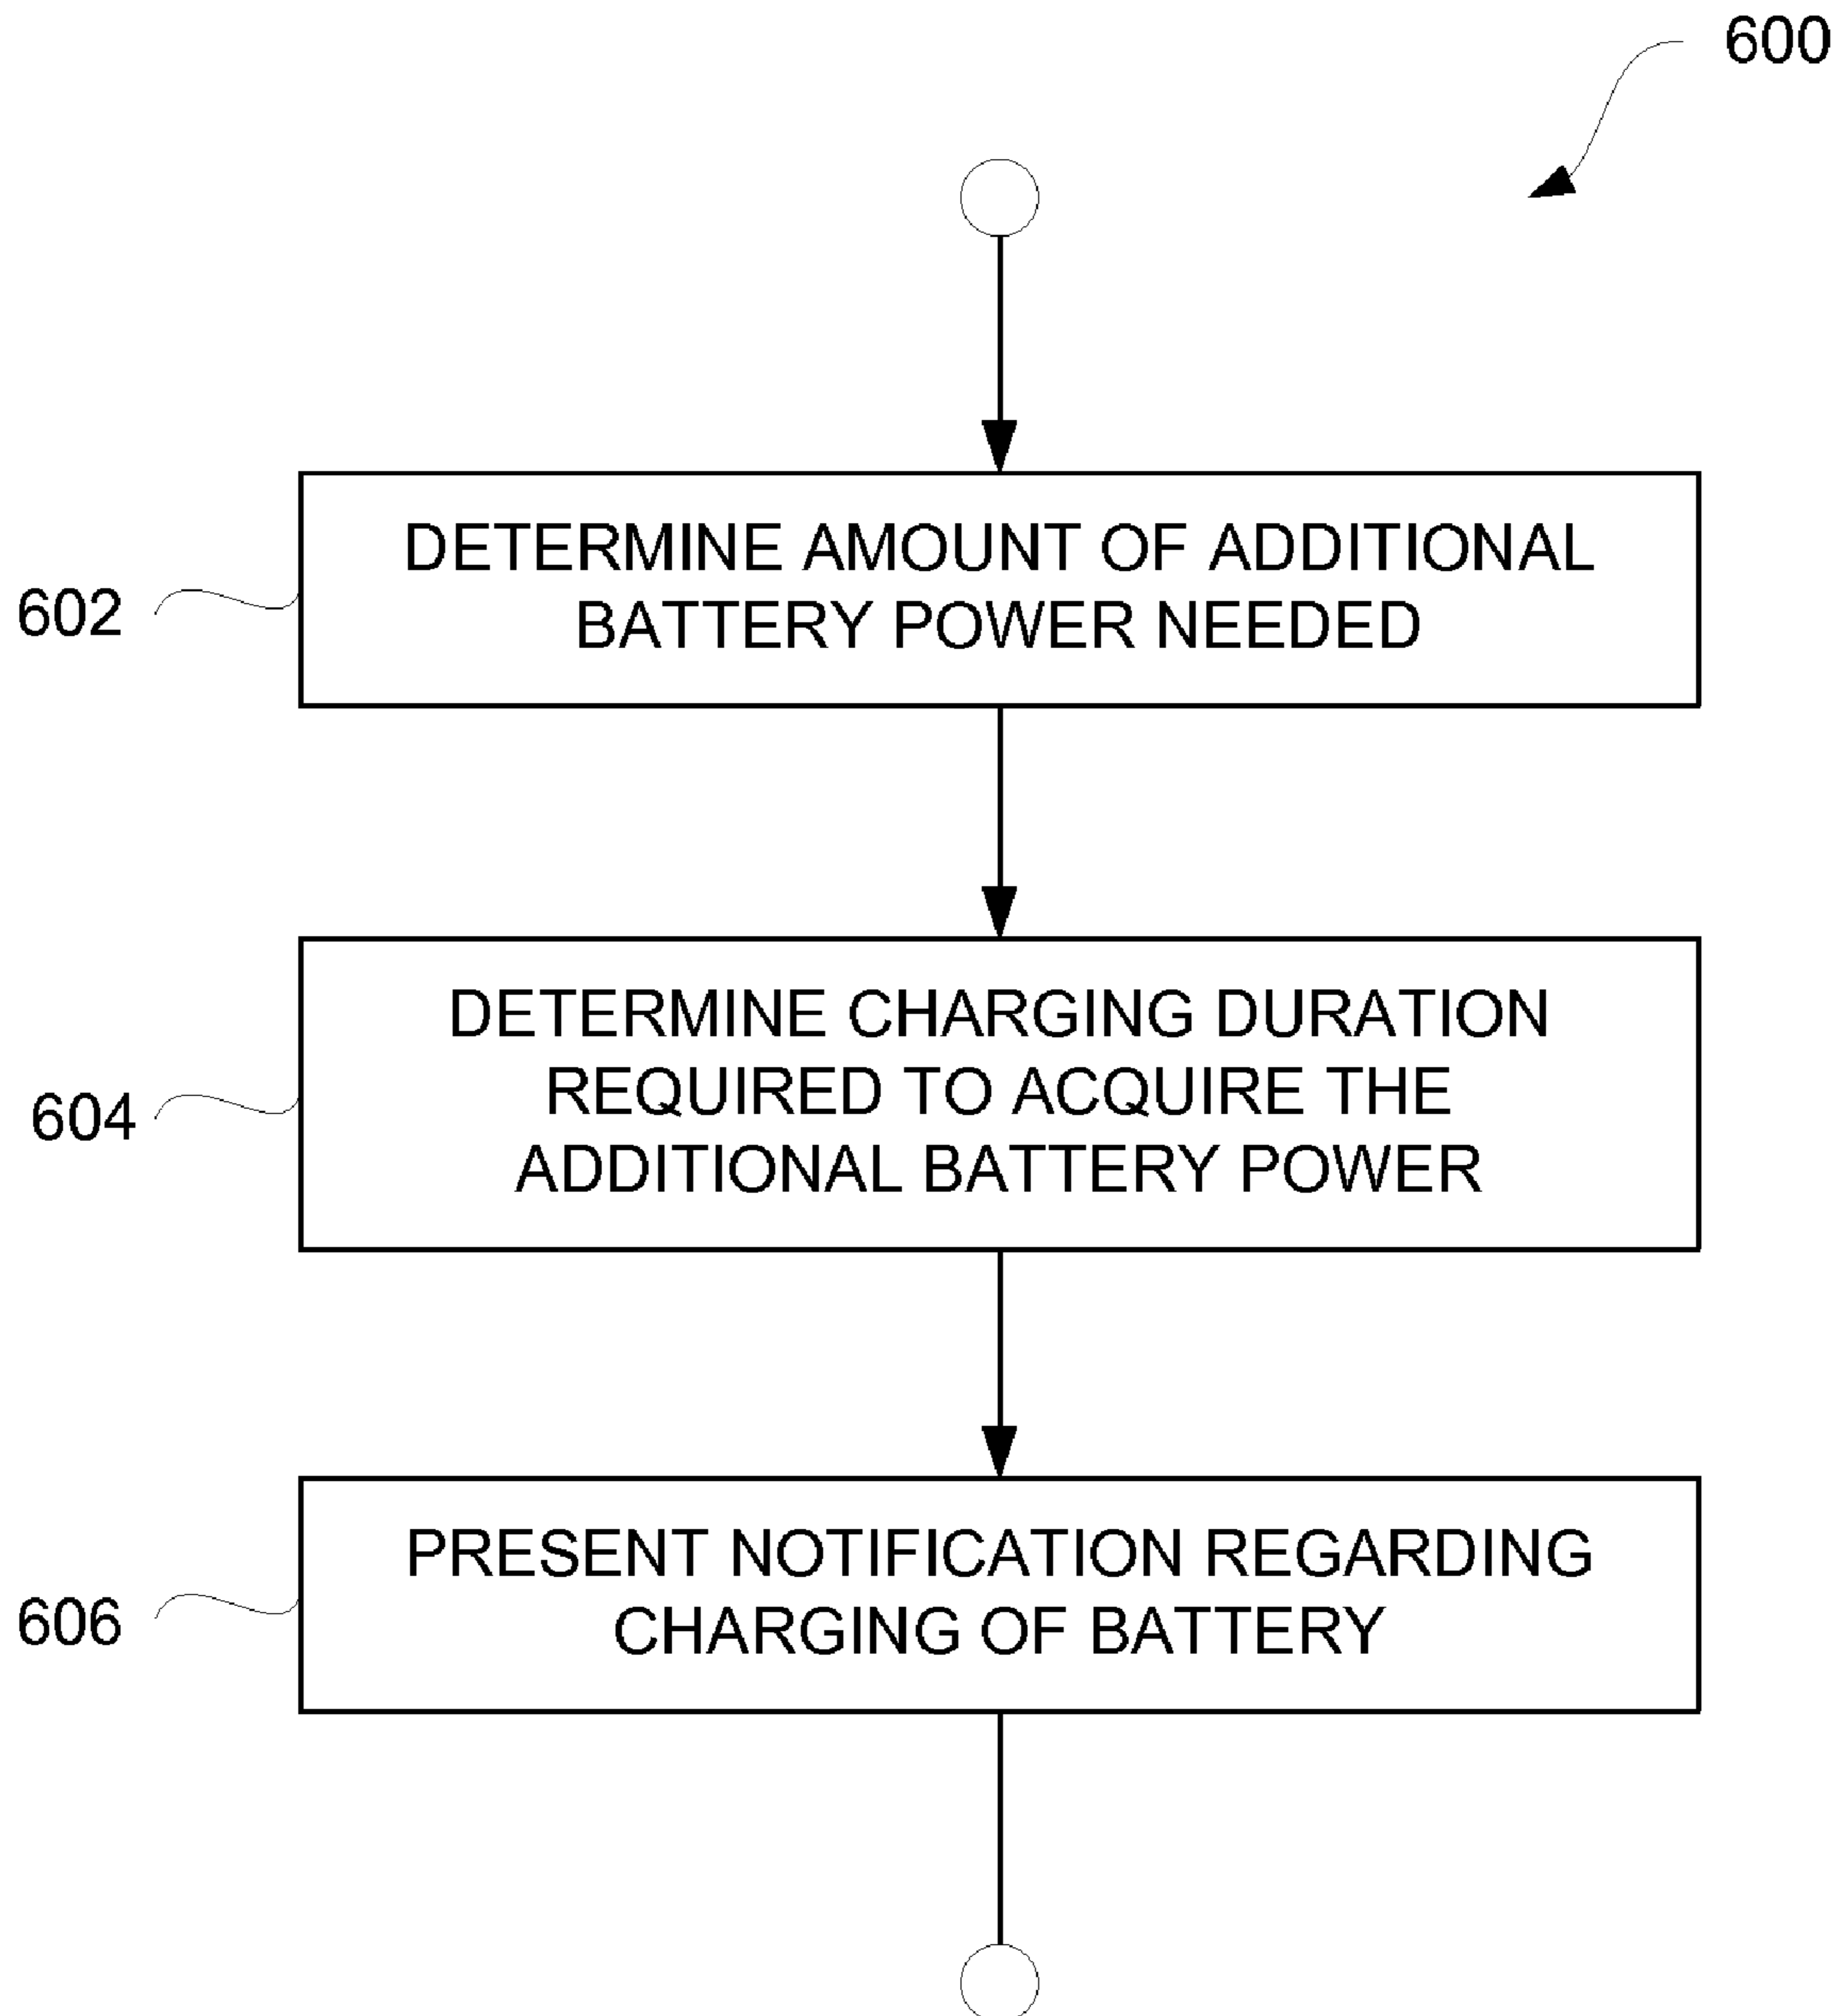 600
602
DETERMINE AMOUNT OF ADDITIONAL
BATTERY POWER NEEDED
604
DETERMINE CHARGING DURATION
REQUIRED TO ACQUIRE THE
ADDITIONAL BATTERY POWER
606
PRESENT NOTIFICATION REGARDING
CHARGING OF BATTERY